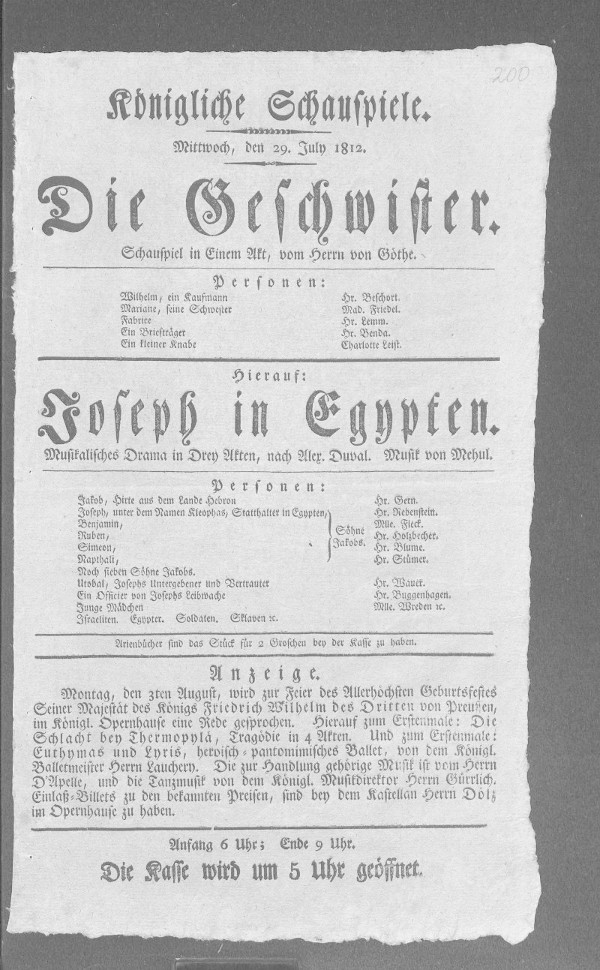 200
Königliche Schauspiele.
Mittwoch, den 29. July 1812.
Die Geschwister.
Schauspiel in Einem Akt, vom Herrn von Göthe.
Personen:
Wilhelm, ein Kaufmann Hr. Beschort.
Mariane, seine Schwester Mad. Friedel.
Fabrice Hr. Lemm.
Ein Briefträger Hr. Benda.
Ein kleiner Knabe Charlotte Leist.
Hierauf:
Joseph in Egypten.
Musikalisches Drama in Drey Akten, nach Alex. Duval. Musik von Mehul.
Personen:
Jakob, Hirte aus dem Lande Hebron Hr. Gern.
Joseph, unter dem Namen Kleophas, Statthalter in Egypten, Hr. Rebenstein.
Benjamin, Mlle. Fleck.
Ruben, Söhne Hr. Holzbecher.
Simeon, Jakobs. Hr. Blume.
Napthali, Hr. Stümer.
Noch sieben Söhne Jakobs.
Utobal, Josephs Untergebener und Vertrauter Hr. Wauer.
Ein Officier von Josephs Leibwache Hr. Buggenhagen.
Junge Mädchen Mlle. Wreden ꝛc.
Israeliten. Egypter. Soldaten. Sklaven ꝛc.
Arienbücher sind das Stück für 2 Groschen bey der Kasse zu haben.
Anzeige.
Montag, den 3ten August, wird zur Feier des Allerhöchsten Geburtsfestes
Seiner Majestät des Königs Friedrich Wilhelm des Dritten von Preußen,
im Königl. Opernhause eine Rede gesprochen. Hierauf zum Erstenmale: Die
Schlacht bey Thermopylä, Tragödie in 4 Akten. Und zum Erstenmale:
Euthymas und Lyris, heroisch-pantomimisches Ballet, von dem Königl.
Balletmeister Herrn Lauchery. Die zur Handlung gehörige Musik ist vom Herrn
D'Apelle, und die Tanzmusik von dem Königl. Musikdirektor Herrn Gürrlich.
Einlaß-Billets zu den bekannten Preisen, sind bey dem Kastellan Herrn Dölz
im Opernhause zu haben.
Anfang 6 Uhr; Ende 9 Uhr.
Die Kasse wird um 5 Uhr geöffnet.